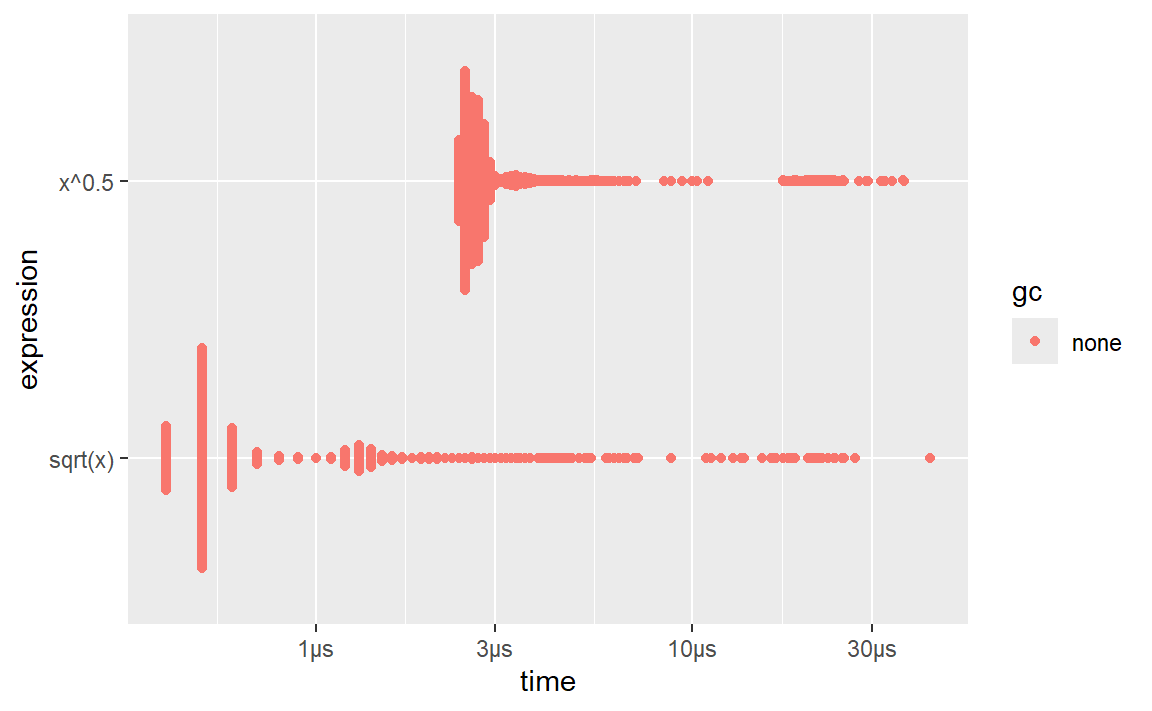 x^0.5
sqrt(x)
expression
1µs
3µs
10µs
30µs
time
gc
none